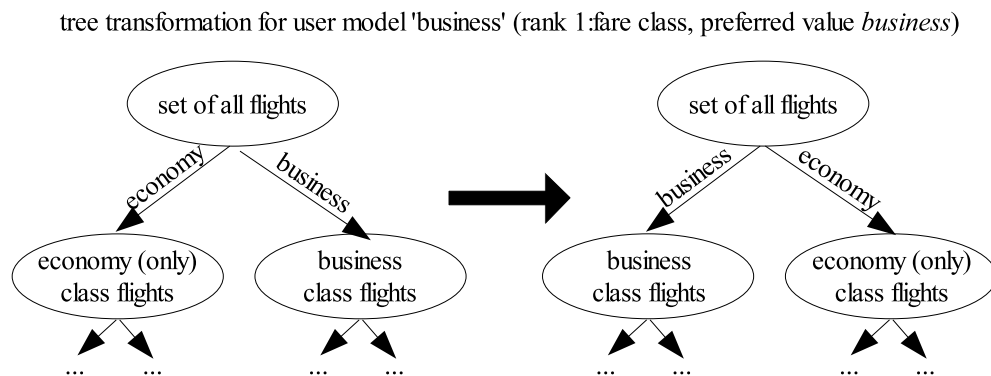 tree transformation for user model 'business' (rank 1:fare class, preferred value business)
set of all flights
economy
business
economy (only)
class flights
business
class flights
... ...
... ...
set of all flights
business
economy
business
class flights
economy (only)
class flights
... ...
... ...